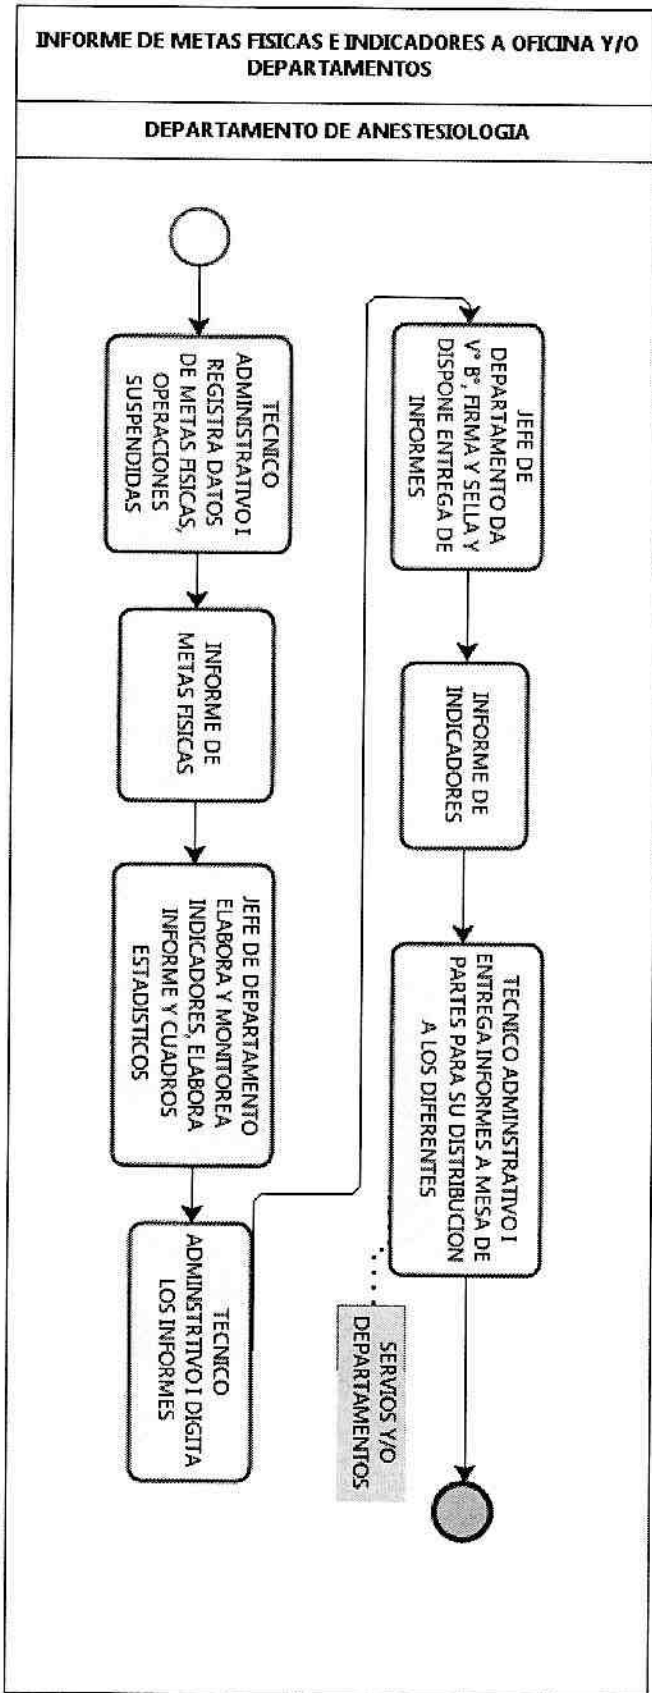 INFORME DE METAS FISICAS E INDICADORES A OFICINA Y/O
DEPARTAMENTOS
DEPARTAMENTO DE ANESTESIOLOGIA
TECNICO
ADMINISTRATIVO I
REGISTRA DATOS
DE METAS FISICAS,
OPERACIONES
SUSPENDIDAS
INFORME DE
METAS FISICAS
JEFE DE DEPARTAMENTO
ELABORA Y MONITOREA
INDICADORES, ELABORA
INFORME Y CUADROS
ESTADISTICOS
TECNICO
ADMINSTRTIVO I DIGITA
LOS INFORMES
JEFE DE
DEPARTAMENTO DA
V° B°, FIRMA Y SELLA Y
DISPONE ENTREGA DE
INFORMES
INFORME DE
INDICADORES
TECNICO ADMINSTRATIVO I
ENTREGA INFORMES A MESA DE
PARTES PARA SU DISTRIBUCION
A LOS DIFERENTES
SERVIOS Y/O
DEPARTAMENTOS